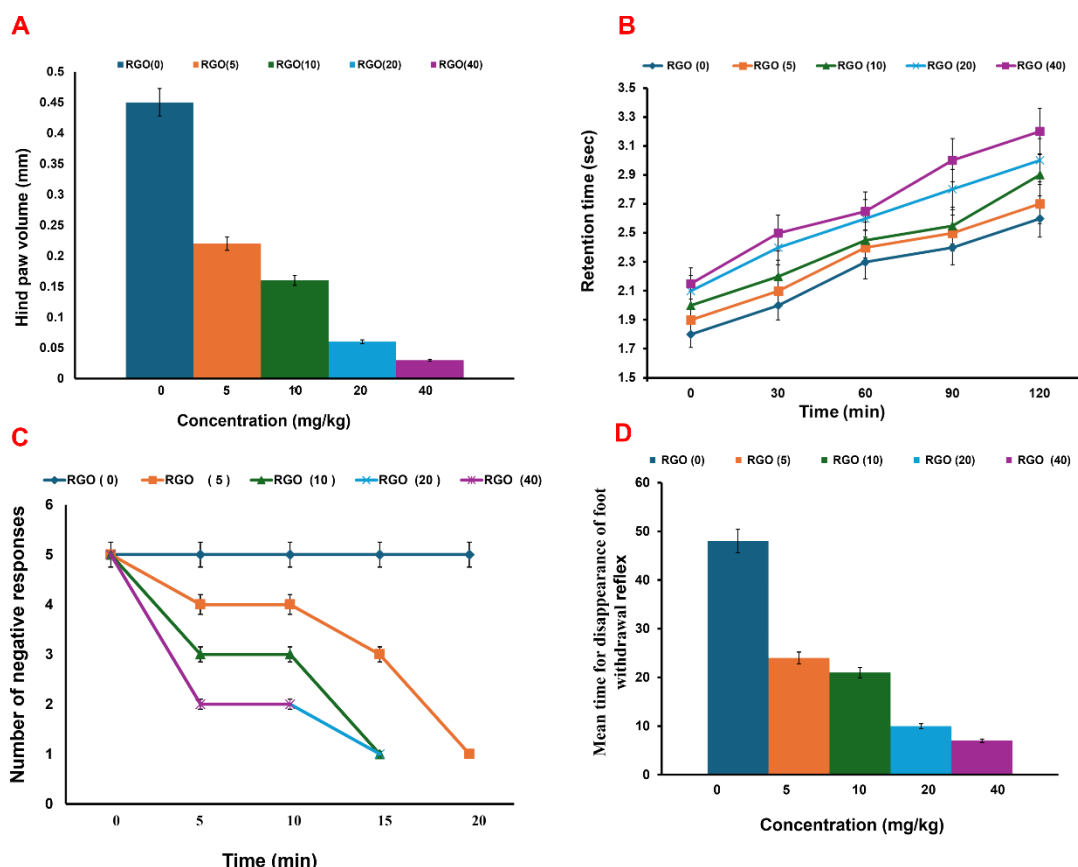 A
RGO(0) RGO(5) RGO(10) RGO(20) RGO(40)
Hind paw volume (mm)
0.5
0.45
0.4
0.35
0.3
0.25
0.2
0.15
0.1
0.05
0
0 5 10 20 40
Concentration (mg/kg)
B
RGO (0) RGO (5) RGO (10) RGO (20) RGO (40)
Retention time (sec)
3.5
3.3
3.1
2.9
2.7
2.5
2.3
2.1
1.9
1.7
1.5
0 30 60 90 120
Time (min)
C
RGO ( 0) RGO ( 5 ) RGO (10 ) RGO (20 ) RGO (40)
Number of negative responses
6
5
4
3
2
1
0
0 5 10 15 20
Time (min)
D
RGO (0) RGO (5) RGO (10) RGO (20) RGO (40)
Mean time for disappearance of foot
withdrawal reflex
60
50
40
30
20
10
0
0 5 10 20 40
Concentration (mg/kg)